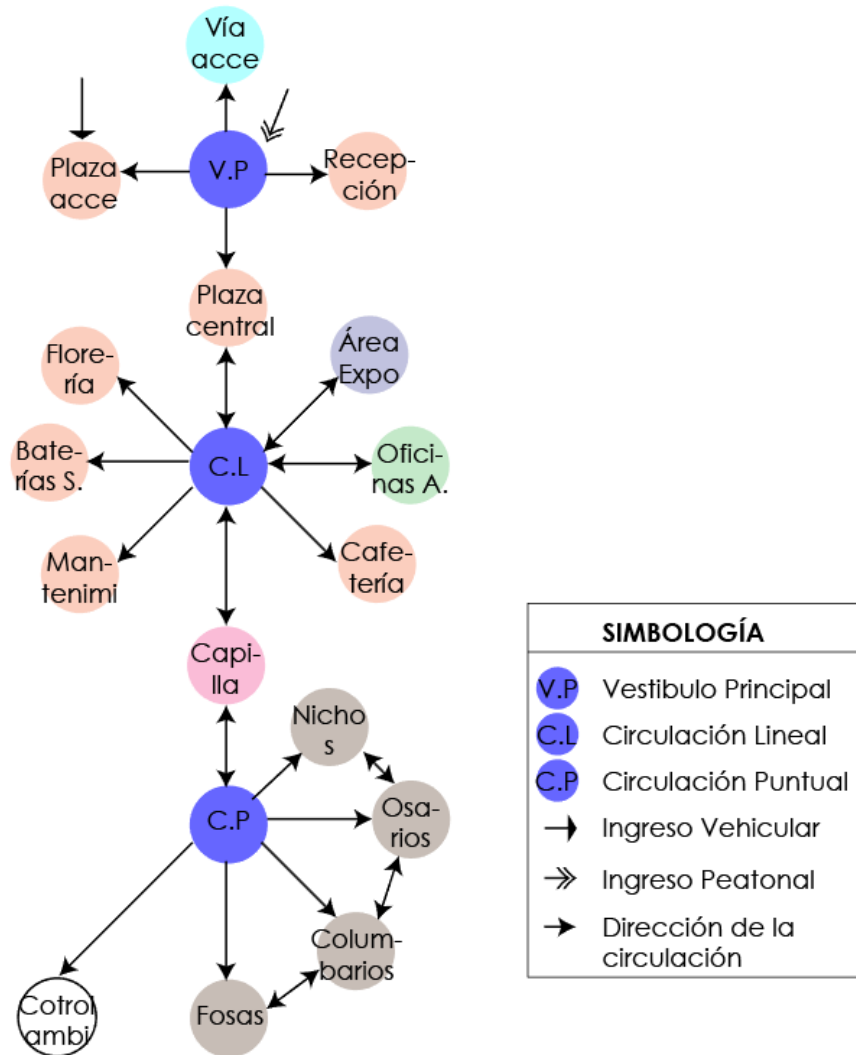 Vía
acce
Plaza
acce
V.P
Recep-
ción
Plaza
central
Flore-
ría
Área
Expo
Bate-
rías S.
C.L
Ofici-
nas A.
Man-
tenimi
Cafe-
tería
Capi-
lla
Nicho
s
C.P
Osa-
rios
Colum-
barios
Cotrol
ambi
Fosas
SIMBOLOGÍA
V.P Vestibulo Principal
C.L Circulación Lineal
C.P Circulación Puntual
Ingreso Vehicular
Ingreso Peatonal
Dirección de la
circulación